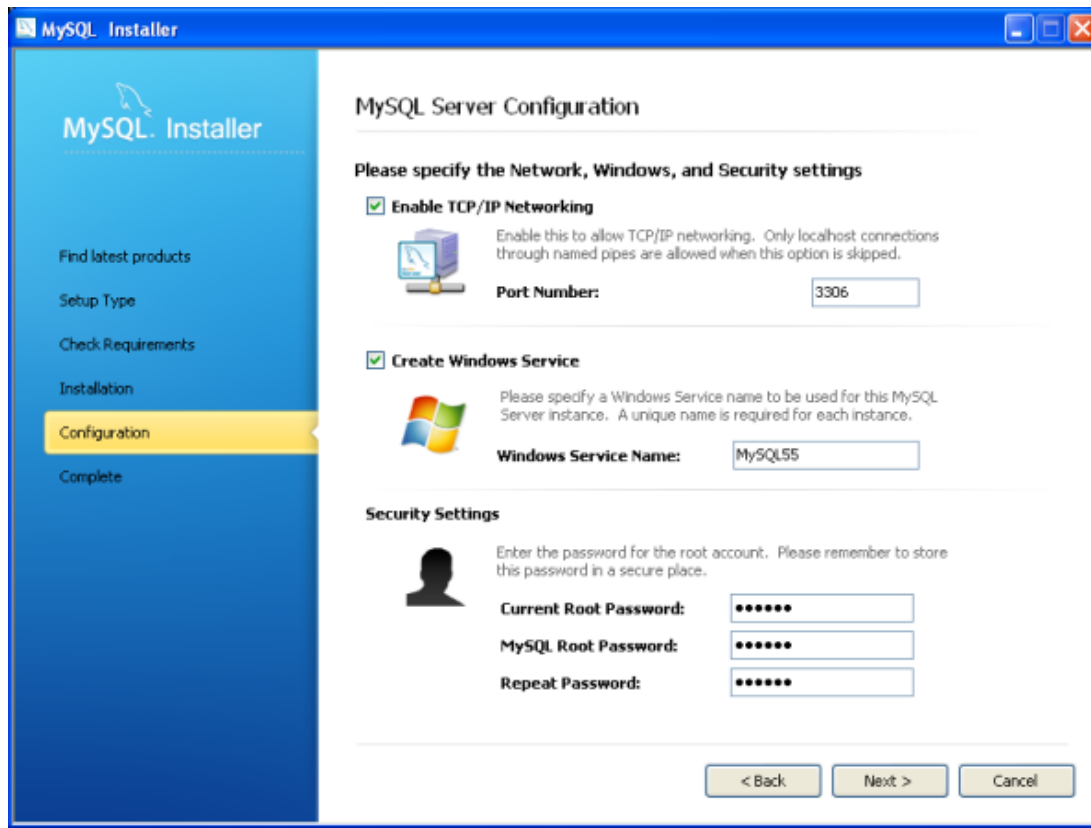 MySQL Installer
MySQL. Installer
Find latest products
Setup Type
Check Requirements
Installation
Configuration
Complete
MySQL Server Configuration
Please specify the Network, Windows, and Security settings
Enable TCP/IP Networking
Enable this to allow TCP/IP networking. Only localhost connections
through named pipes are allowed when this option is skipped.
Port Number: 3306
Create Windows Service
Please specify a Windows Service name to be used for this MySQL
Server instance. A unique name is required for each instance.
Windows Service Name: MySQL55
Security Settings
Enter the password for the root account. Please remember to store
this password in a secure place.
Current Root Password: ●●●●●●
MySQL Root Password: ●●●●●●
Repeat Password: ●●●●●●
< Back Next > Cancel